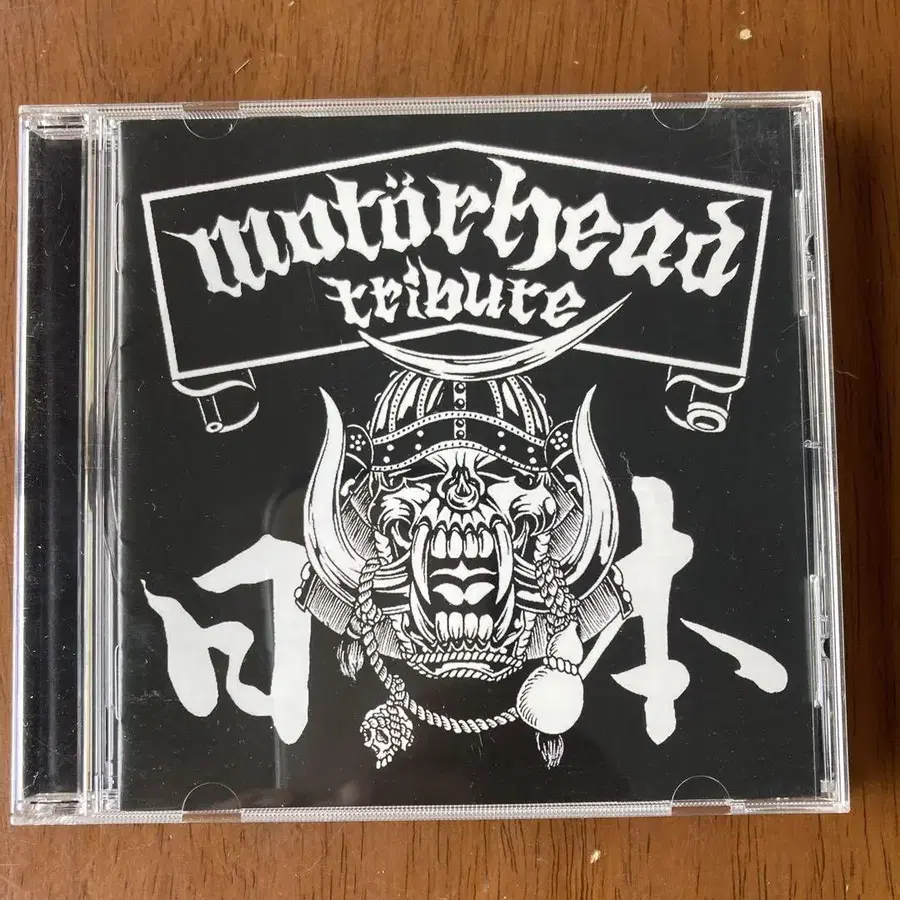 motörhead
tribute
日本